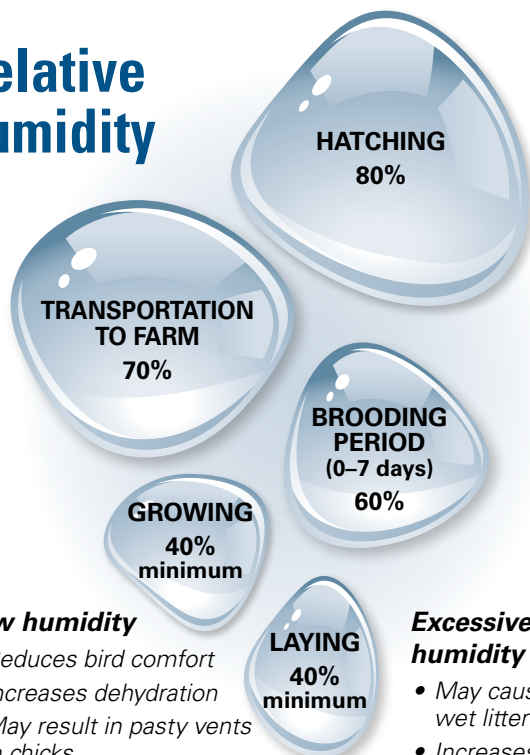 elative
umidity
HATCHING
80%
TRANSPORTATION
TO FARM
70%
BROODING
PERIOD
(0–7 days)
60%
GROWING
40%
minimum
LAYING
40%
minimum
w humidity
educes bird comfort
ncreases dehydration
May result in pasty vents
chicks
Excessive
humidity
• May caus
wet litter
• Increases